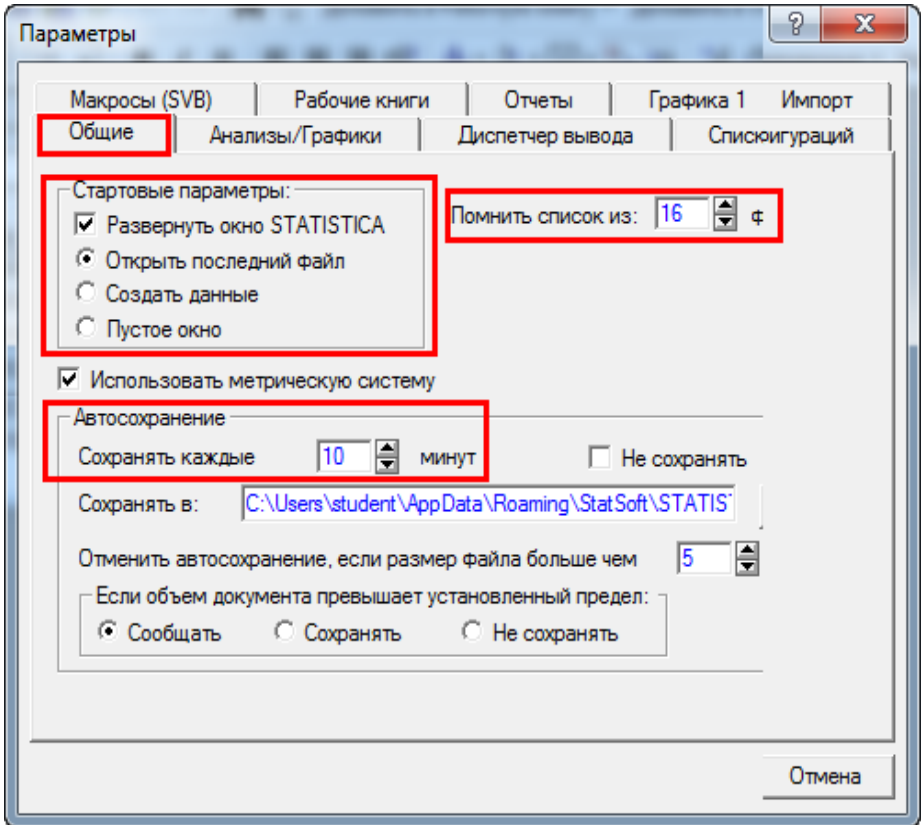 Параметры
Макросы (SVB) Рабочие книги Отчеты Графика 1 Импорт
Общие Анализы/Графики Диспетчер вывода Списюигураций
Стартовые параметры:
Развернуть окно STATISTICA
Помнить список из: 16
Открыть последний файл
Создать данные
Пустое окно
Использовать метрическую систему
Автосохранение
Сохранять каждые 10 минут Не сохранять
Сохранять в: C:\Users\student\AppData\Roaming\StatSoft\STATIS
Отменить автосохранение, если размер файла больше чем 5
Если объем документа превышает установленный предел:
Сообщать Сохранять Не сохранять
Отмена